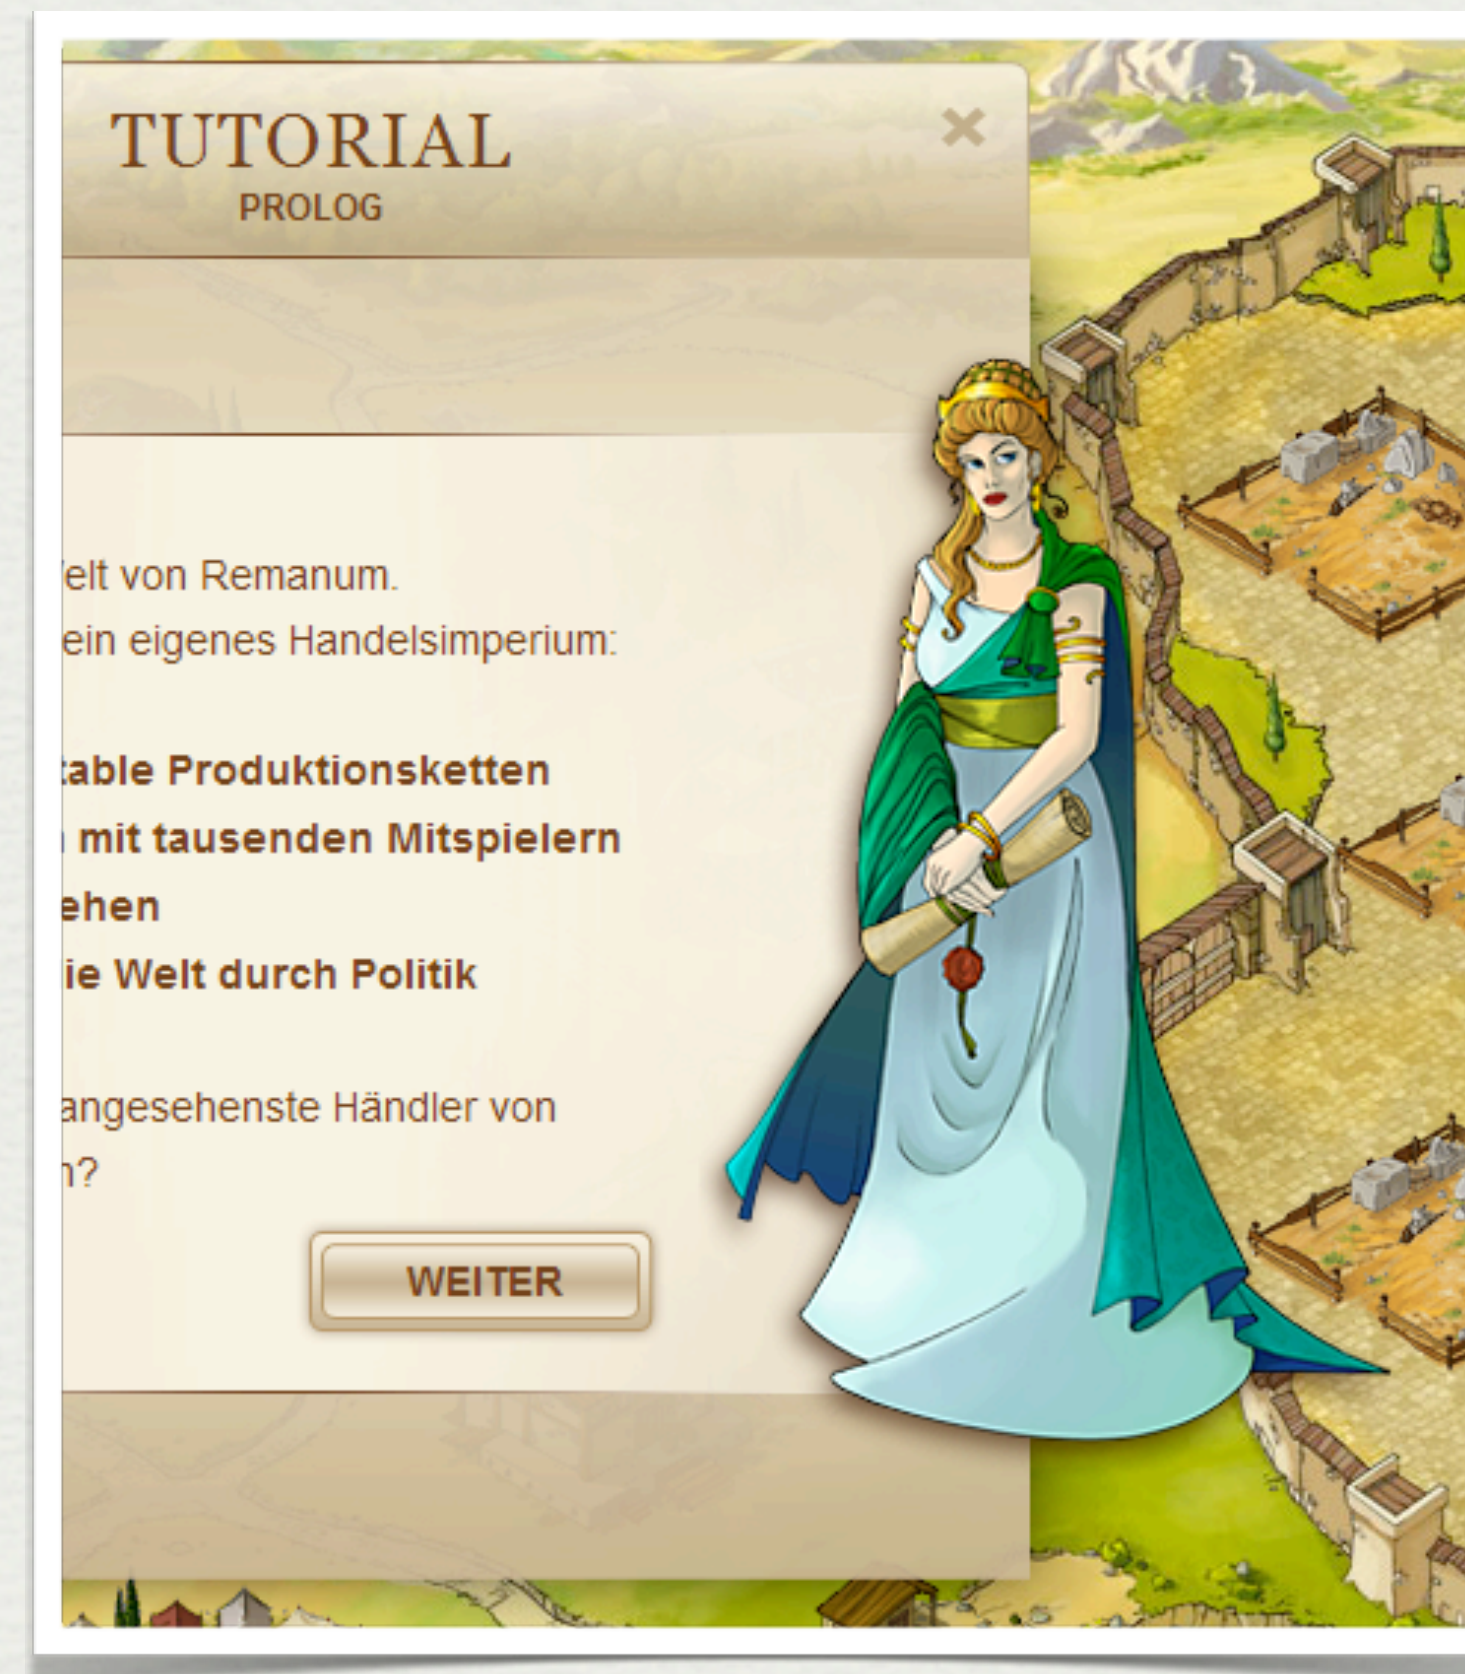 TUTORIAL
PROLOG
elt von Remanum.
ein eigenes Handelsimperium:
table Produktionsketten
mit tausenden Mitspielern
ehen
ie Welt durch Politik
angesehenste Händler von
n?
WEITER